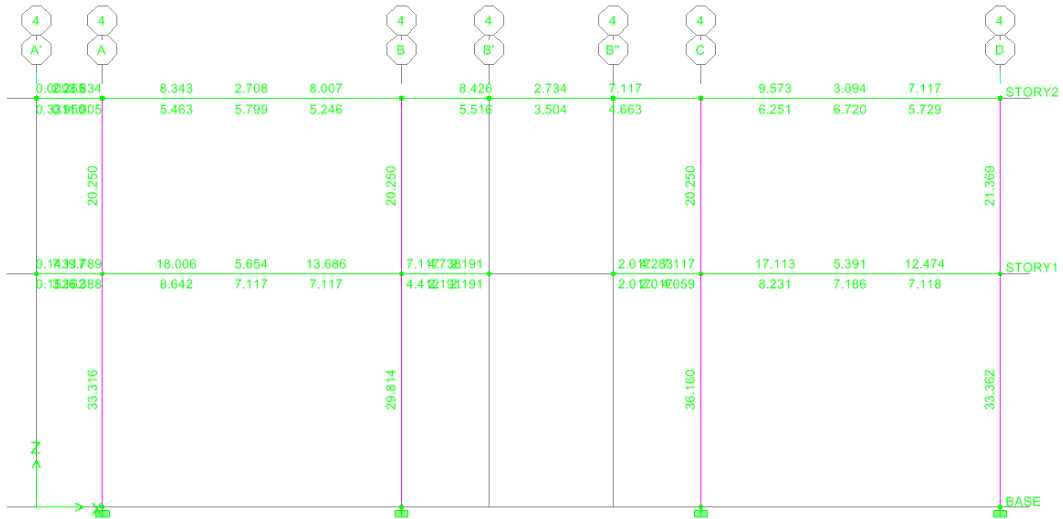 4 4 4 4 4 4 4
A' A B B' B" C D
8.343 2.708 8.007 8.426 2.734 7.117 9.573 3.094 7.117
STORY2
5.463 5.799 5.246 5.516 3.504 4.663 6.251 6.720 5.729
20.250 20.250 20.250 21.369
18.006 5.654 13.686 17.113 5.391 12.474
STORY1
8.642 7.117 7.117 8.231 7.186 7.118
33.316 29.814 36.160 33.362
Z
X
BASE